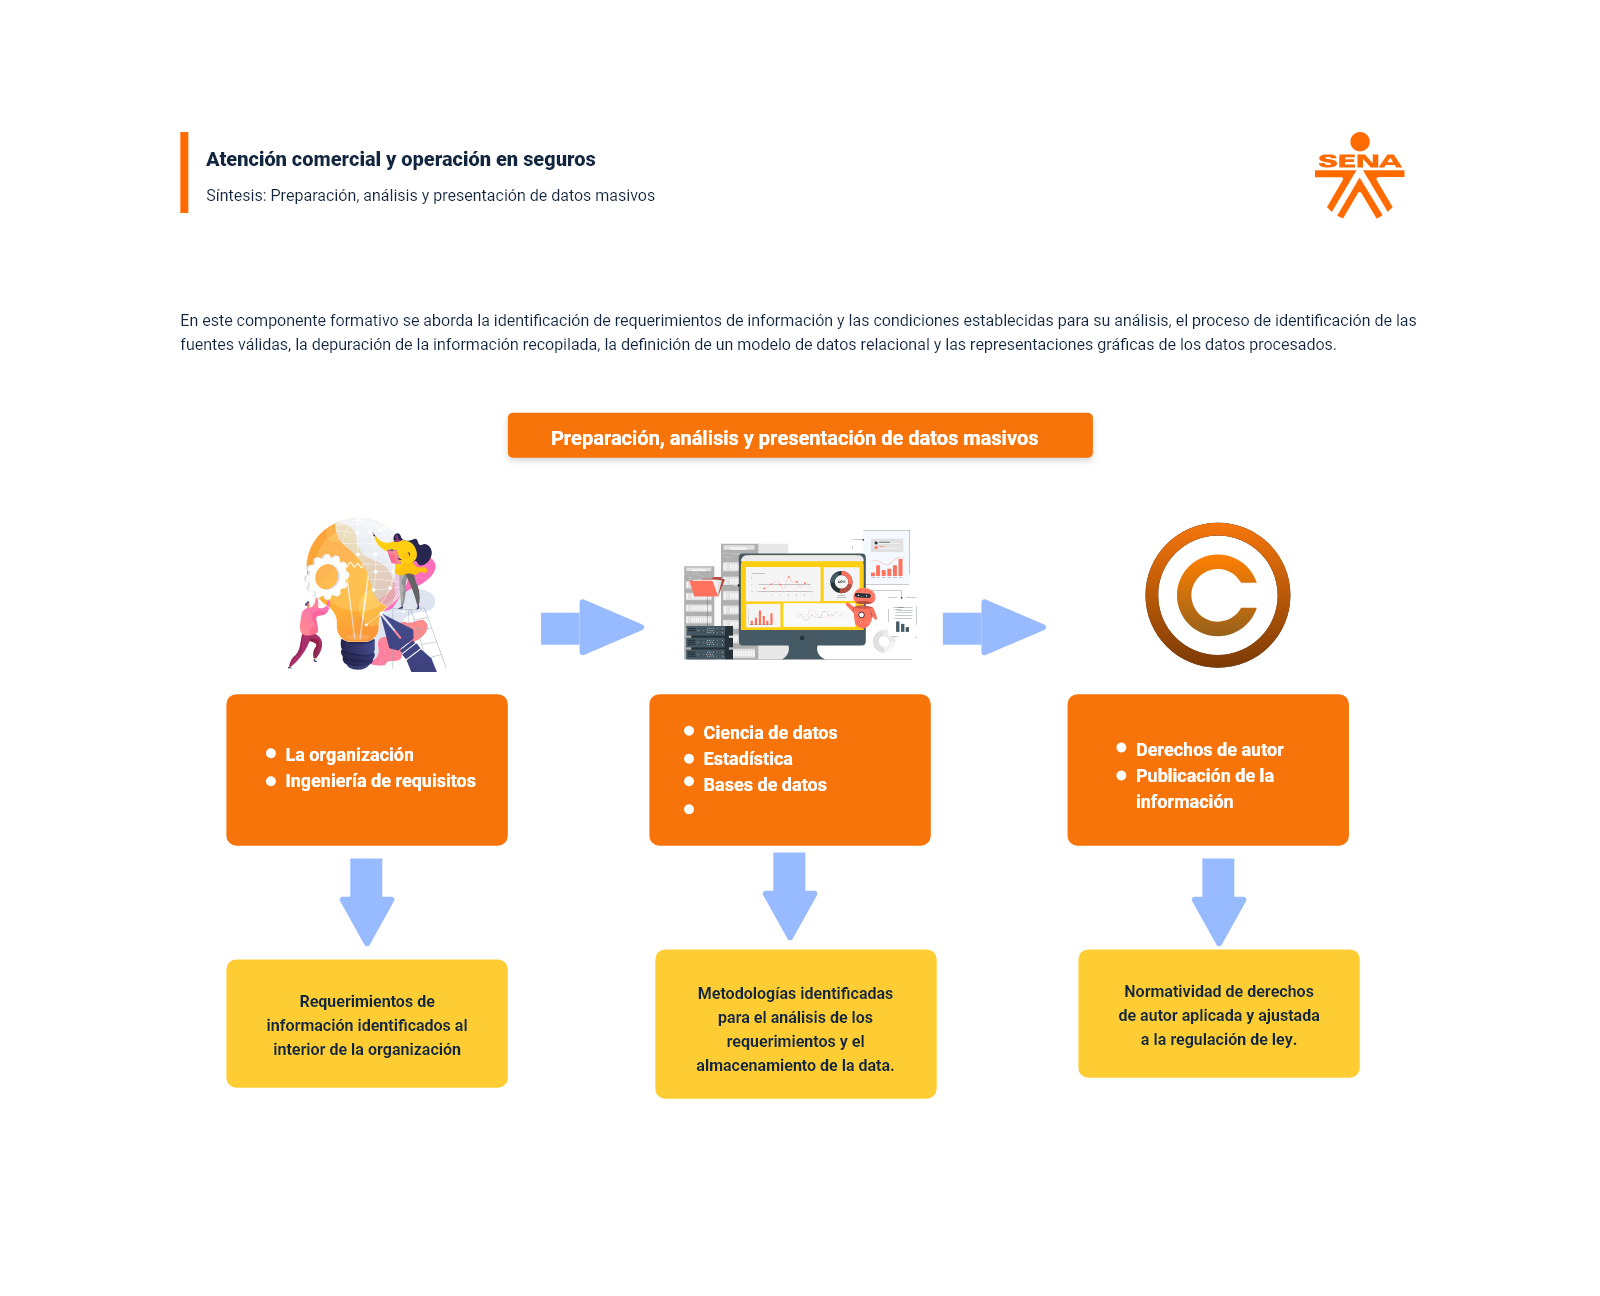 Atención comercial y operación en seguros
Síntesis: Preparación, análisis y presentación de datos masivos
SENA
En este componente formativo se aborda la identificación de requerimientos de información y las condiciones establecidas para su análisis, el proceso de identificación de las
fuentes válidas, la depuración de la información recopilada, la definición de un modelo de datos relacional y las representaciones gráficas de los datos procesados.
Preparación, análisis y presentación de datos masivos
La organización
Ingeniería de requisitos
Ciencia de datos
Estadística
Bases de datos
Derechos de autor
Publicación de la
información
Requerimientos de
información identificados al
interior de la organización
Metodologías identificadas
para el análisis de los
requerimientos y el
almacenamiento de la data.
Normatividad de derechos
de autor aplicada y ajustada
a la regulación de ley.